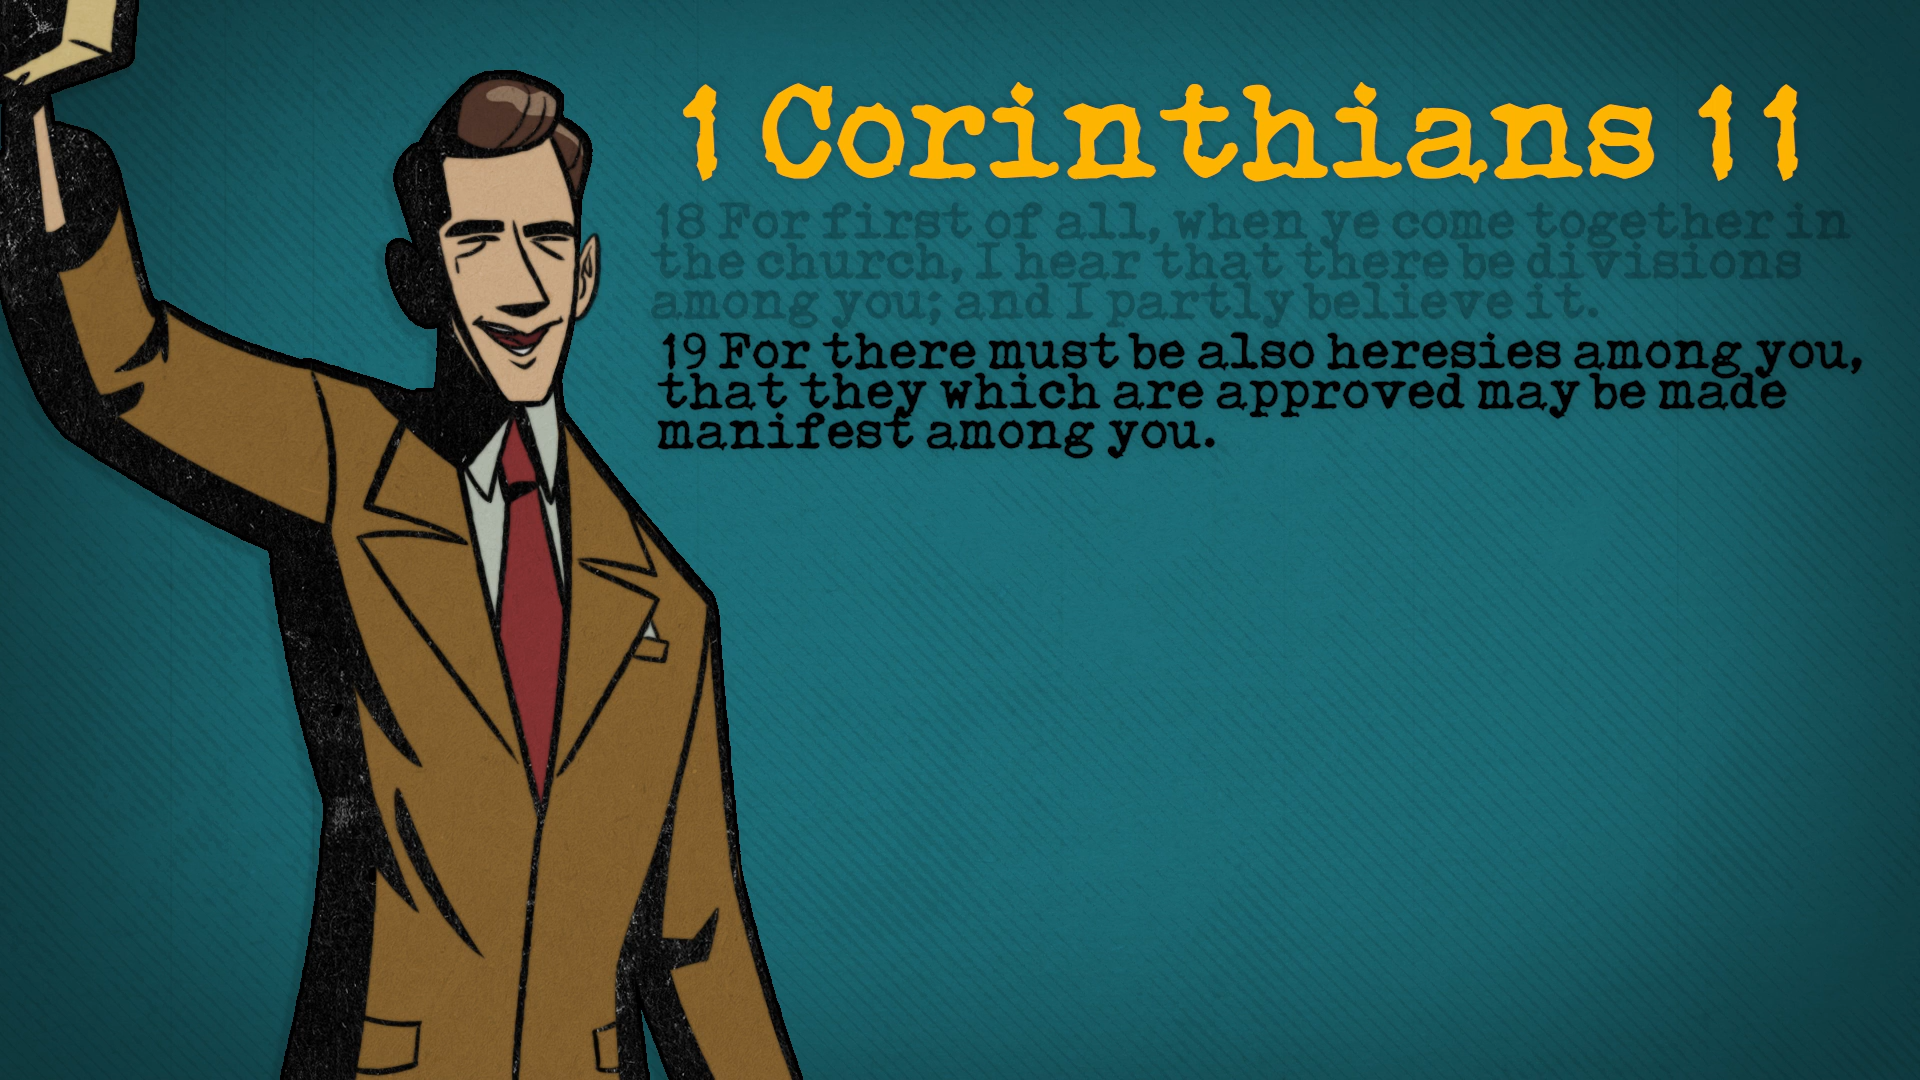 1 Corinthians 11
18 For first of all, when ye come together in
the church, I hear that there be divisions
among you; and I partly believe it.
19 For there must be also heresies among you,
that they which are approved may be made
manifest among you.